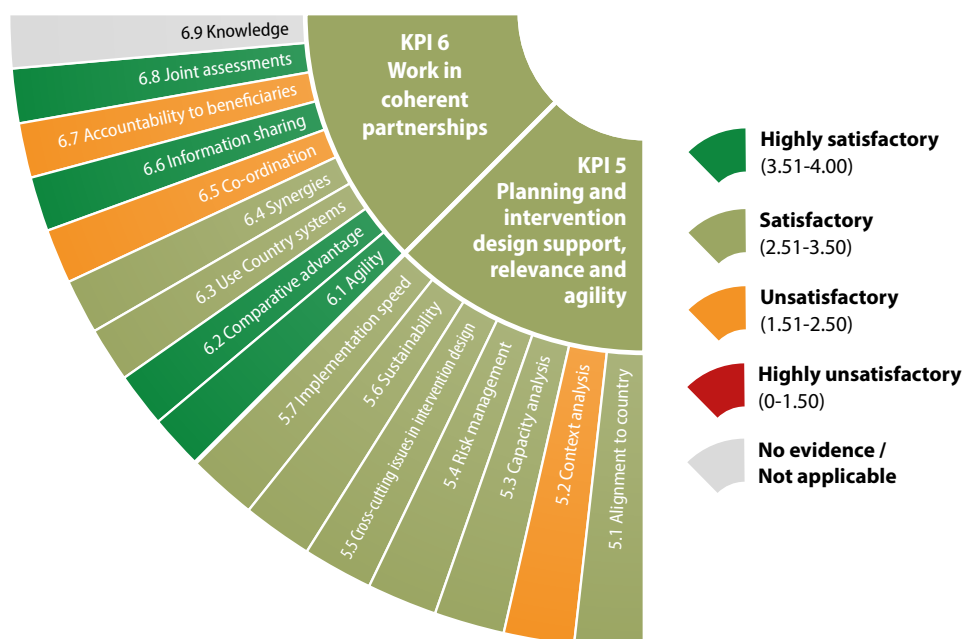 6.9 Knowledge
6.8 Joint assessments
6.7 Accountability to beneficiaries
6.6 Information sharing
6.5 Co-ordination
6.4 Synergies
6.3 Use Country systems
6.2 Comparative advantage
6.1 Agility
5.7 Implementation speed
5.6 Sustainability
5.5 Cross-cutting issues in intervention design
5.4 Risk management
5.3 Capacity analysis
5.2 Context analysis
5.1 Alignment to country
KPI 6
Work in
coherent
partnerships
KPI 5
Planning and
intervention
design support,
relevance and
agility
Highly satisfactory
(3.51-4.00)
Satisfactory
(2.51-3.50)
Unsatisfactory
(1.51-2.50)
Highly unsatisfactory
(0-1.50)
No evidence /
Not applicable